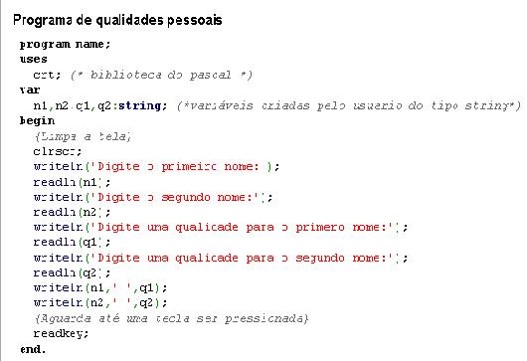 Programa de qualidades pessoais
program name;
uses
crt; (* biblioteca do pascal *)
var
n1,n2,q1,q2:string; (*variáveis criadas pelo usuario do tipo string*)
begin
{Limpa a tela}
clrscr;
writeln('Digite o primeiro nome:');
readln(n1);
writeln('Digite o segundo nome:');
readln(n2);
writeln('Digite uma qualicade para o primero nome:');
readln(q1);
writeln('Digite uma qualicade para o segundo nome:');
readln(q2);
writeln(n1,' ',q1);
writeln(n2,' ',q2);
{Aguarda até uma tecla ser pressionada}
readkey;
end.